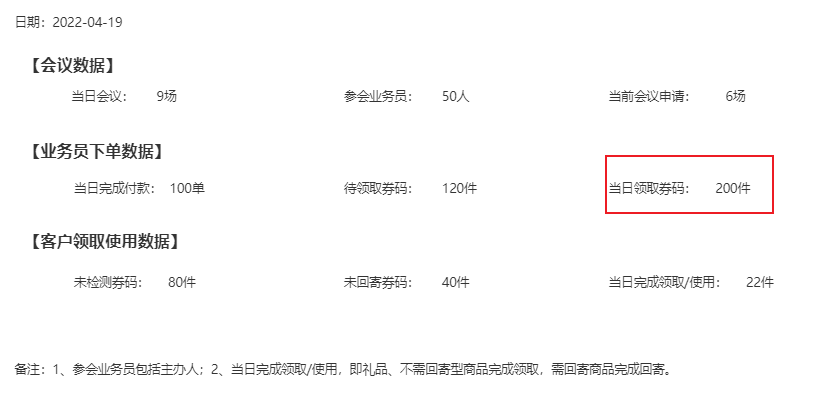 日期：2022-04-19
【会议数据】
当日会议： 9场 参会业务员： 50人 当前会议申请： 6场
【业务员下单数据】
当日完成付款： 100单 待领取券码： 120件 当日领取券码： 200件
【客户领取使用数据】
未检测券码： 80件 未回寄券码： 40件 当日完成领取/使用： 22件
备注：1、参会业务员包括主办人；2、当日完成领取/使用，即礼品、不需回寄型商品完成领取，需回寄商品完成回寄。